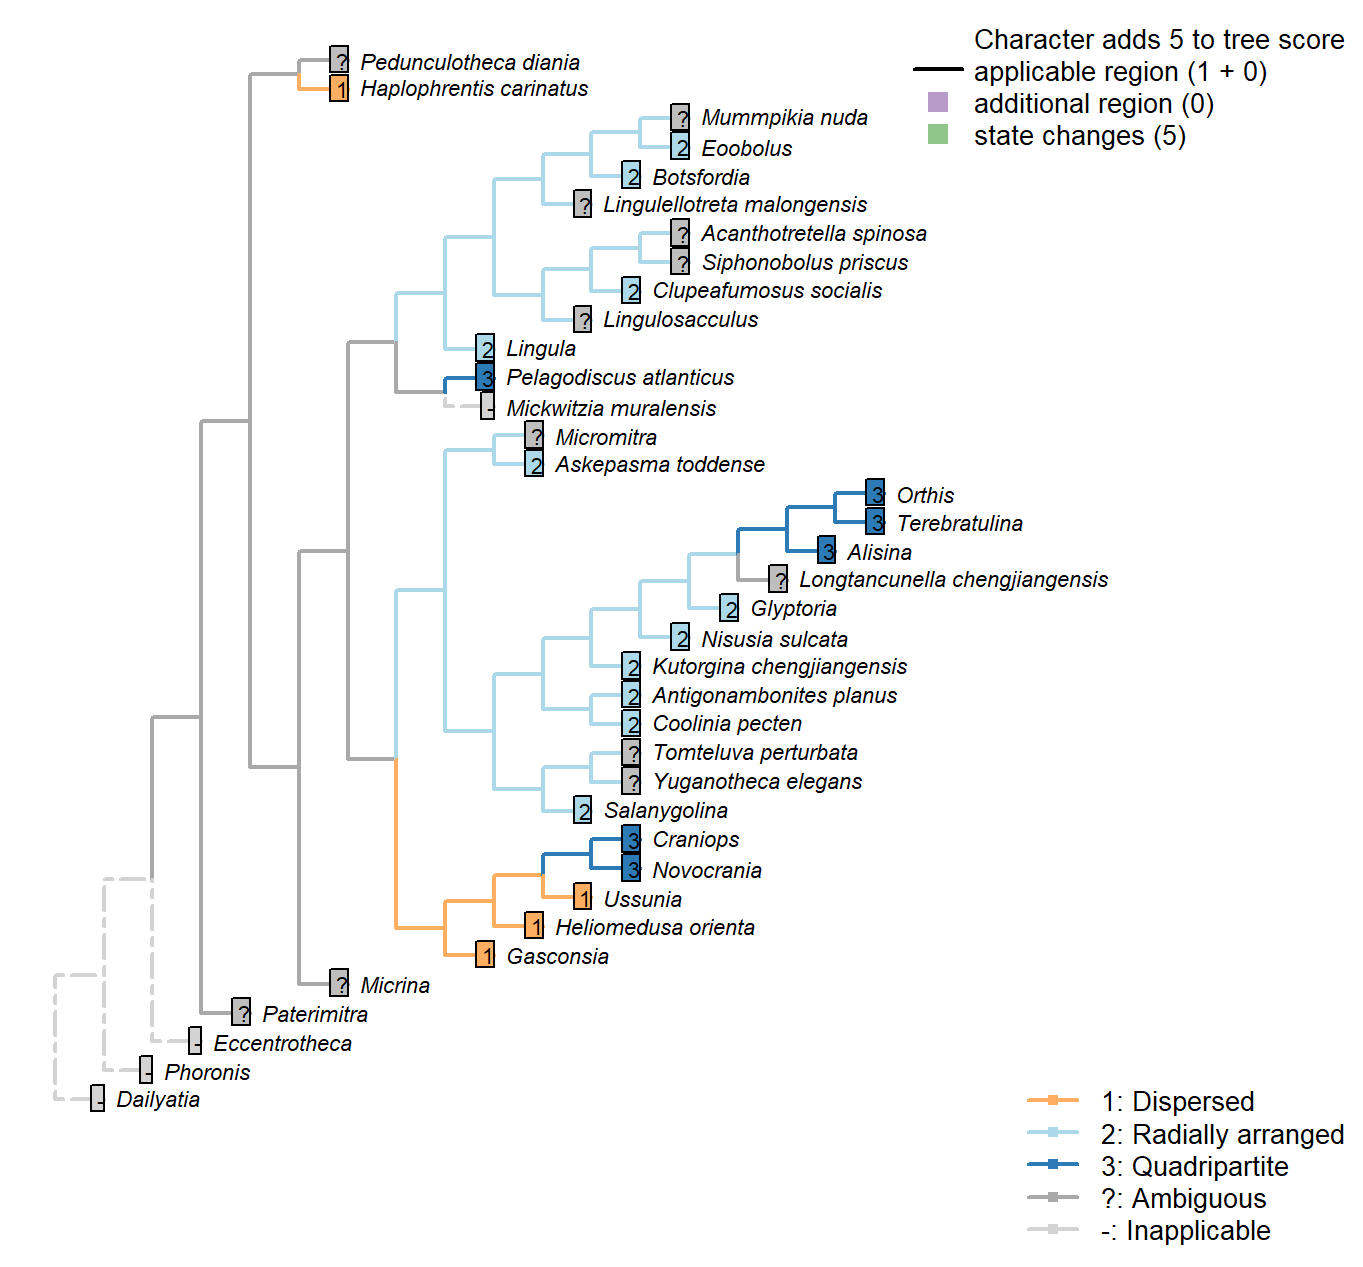 Character adds 5 to tree score
applicable region (1 + 0)
additional region (0)
state changes (5)
? Pedunculotheca diania
1 Haplophrentis carinatus
? Mummpikia nuda
2 Eoobolus
2 Botsfordia
? Lingulellotreta malongensis
? Acanthotretella spinosa
? Siphonobolus priscus
2 Clupeafumosus socialis
? Lingulosacculus
2 Lingula
3 Pelagodiscus atlanticus
- Mickwitzia muralensis
? Micromitra
2 Askepasma toddense
3 Orthis
3 Terebratulina
3 Alisina
? Longtancunella chengjiangensis
2 Glyptoria
2 Nisusia sulcata
2 Kutorgina chengjiangensis
2 Antigonambonites planus
2 Coolinia pecten
? Tomteluva perturbata
? Yuganotheca elegans
2 Salanygolina
3 Craniops
3 Novocrania
1 Ussunia
1 Heliomedusa orienta
1 Gasconsia
? Micrina
? Paterimitra
- Eccentrotheca
- Phoronis
- Dailyatia
1: Dispersed
2: Radially arranged
3: Quadripartite
?: Ambiguous
-: Inapplicable